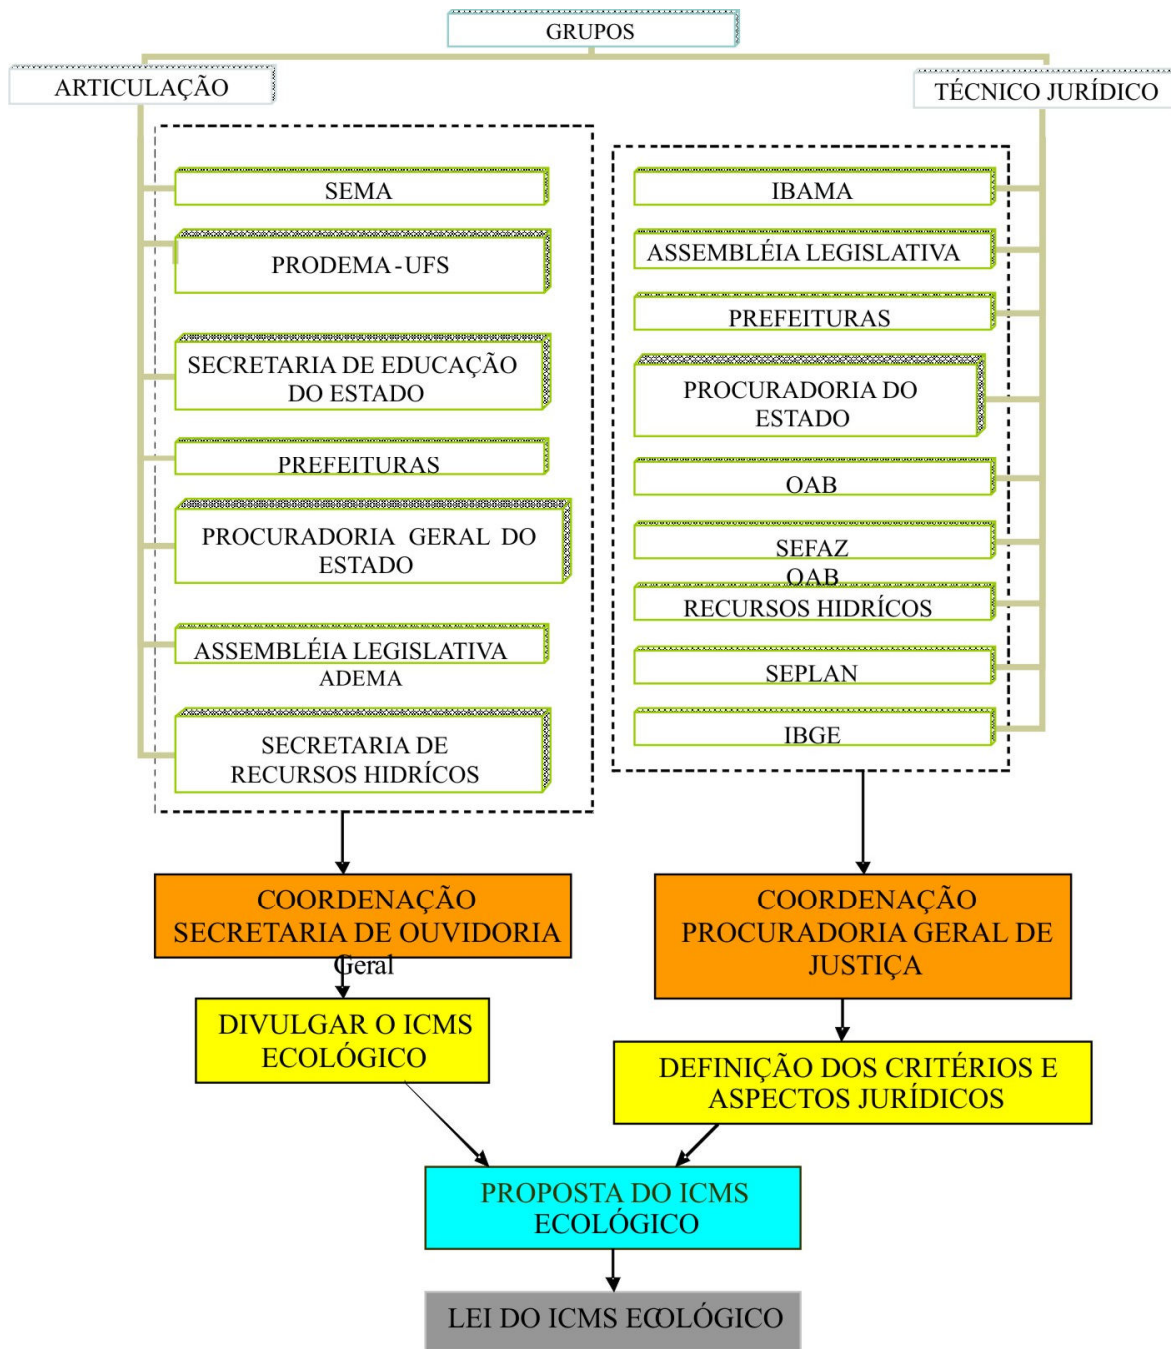 GRUPOS
ARTICULAÇÃO
SEMA
PRODEMA-UFS
SECRETARIA DE EDUCAÇÃO
DO ESTADO
PREFEITURAS
PROCURADORIA GERAL DO
ESTADO
ASSEMBLÉIA LEGISLATIVA
ADEMA
SECRETARIA DE
RECURSOS HIDRÍCOS
COORDENAÇÃO
SECRETARIA DE OUVIDORIA
Geral
DIVULGAR O ICMS
ECOLÓGICO
TÉCNICO JURÍDICO
IBAMA
ASSEMBLÉIA LEGISLATIVA
PREFEITURAS
PROCURADORIA DO
ESTADO
OAB
SEFAZ
OAB
RECURSOS HIDRÍCOS
SEPLAN
IBGE
COORDENAÇÃO
PROCURADORIA GERAL DE
JUSTIÇA
DEFINIÇÃO DOS CRITÉRIOS E
ASPECTOS JURÍDICOS
PROPOSTA DO ICMS
ECOLÓGICO
LEI DO ICMS ECOLÓGICO